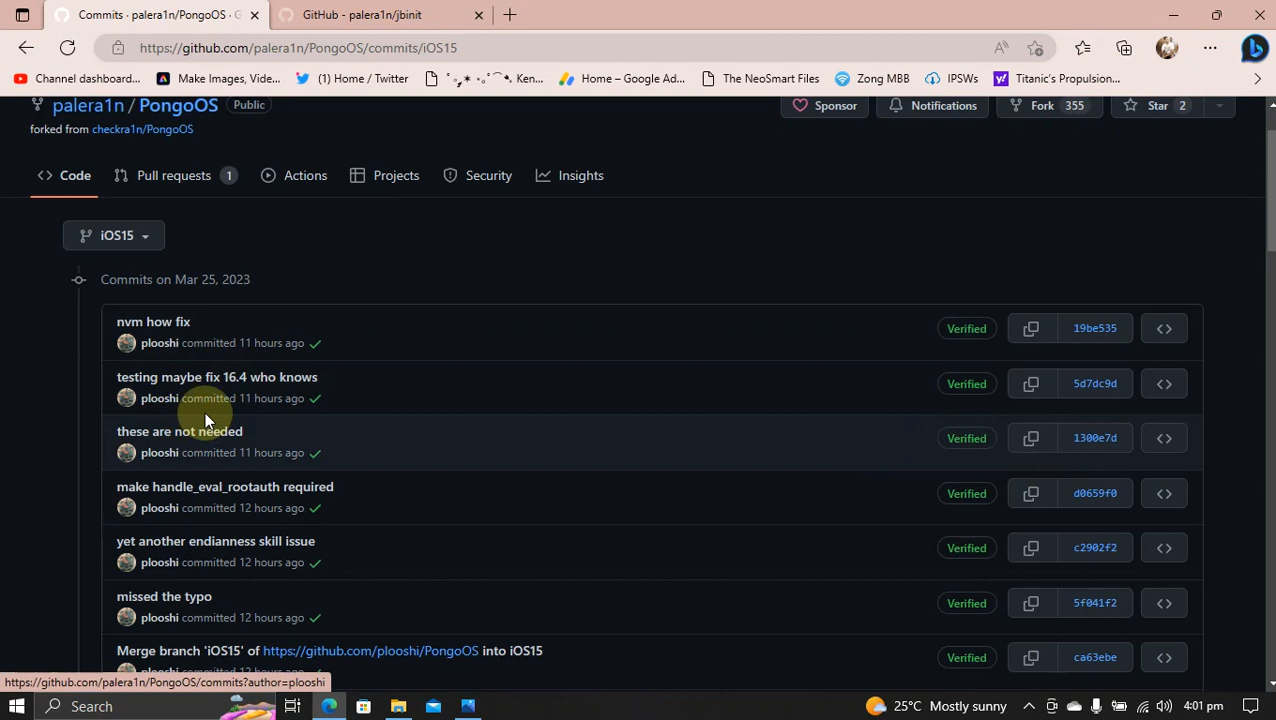 Commits · palera1n/PongoOS · G
GitHub - palera1n/jbinit
https://github.com/palera1n/PongoOS/commits/iOS15
Channel dashboard...
Make Images, Vide...
(1) Home / Twitter
Ken...
Home – Google Ad...
The NeoSmart Files
Zong MBB
IPSWs
Titanic's Propulsion...
palera1n / PongoOS Public
Sponsor
Notifications
Fork 355
Star 2
forked from checkra1n/PongoOS
Code
Pull requests 1
Actions
Projects
Security
Insights
iOS15
Commits on Mar 25, 2023
nvm how fix
plooshi committed 11 hours ago
Verified
19be535
testing maybe fix 16.4 who knows
plooshi committed 11 hours ago
Verified
5d7dc9d
these are not needed
plooshi committed 11 hours ago
Verified
1300e7d
make handle_eval_rootauth required
plooshi committed 12 hours ago
Verified
d0659f0
yet another endianness skill issue
plooshi committed 12 hours ago
Verified
c2902f2
missed the typo
plooshi committed 12 hours ago
Verified
5f041f2
Merge branch 'iOS15' of https://github.com/plooshi/PongoOS into iOS15
Verified
ca63ebe
https://github.com/palera1n/PongoOS/commits?author=plooshi
Search
25°C Mostly sunny
4:01 pm